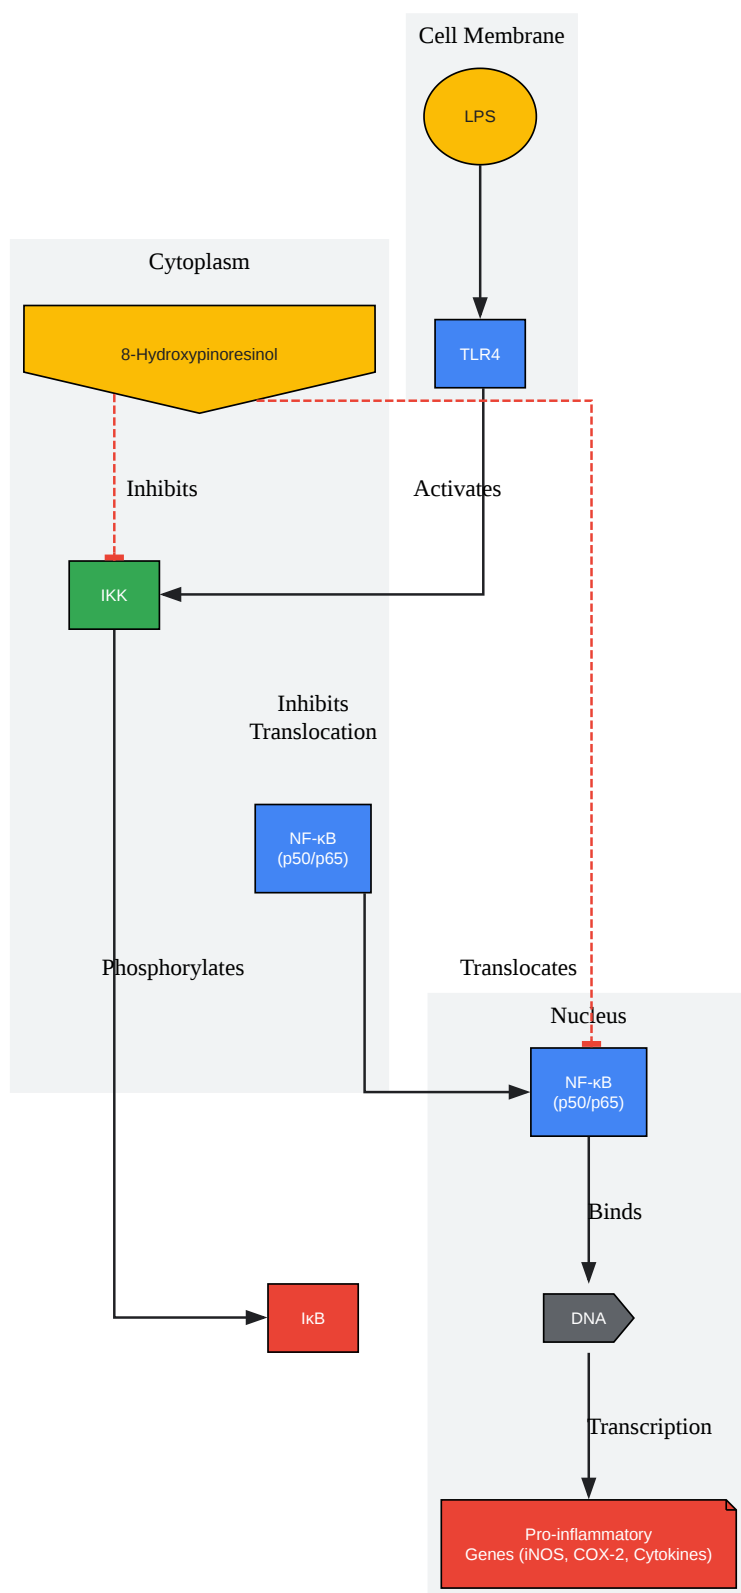 Cell Membrane
LPS
Cytoplasm
8-Hydroxypinoresinol
TLR4
Inhibits
Activates
IKK
Inhibits
Translocation
NF-κB
(p50/p65)
Phosphorylates
Translocates
Nucleus
NF-κB
(p50/p65)
Binds
IκB
DNA
Transcription
Pro-inflammatory
Genes (iNOS, COX-2, Cytokines)